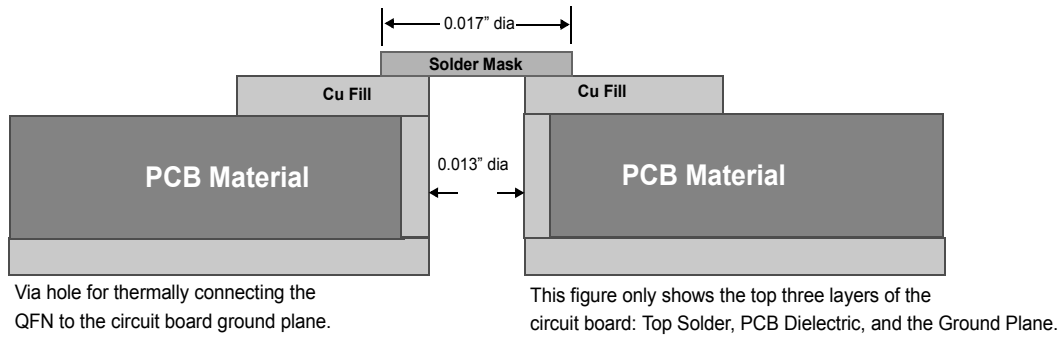 0.017” dia
Solder Mask
Cu Fill
Cu Fill
0.013” dia
PCB Material
PCB Material
Via hole for thermally connecting the
QFN to the circuit board ground plane.
This figure only shows the top three layers of the
circuit board: Top Solder, PCB Dielectric, and the Ground Plane.